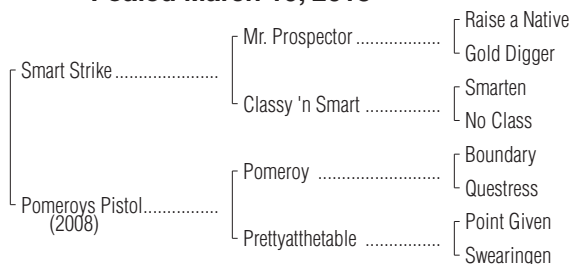 Foaled March
Raise a Native
Mr. Prospector ..................
Gold Digger
Smart Strike ......................
Smarten
Classy 'n Smart ................
No Class
Boundary
Pomeroy ..........................
Questress
Pomeroys Pistol................
(2008)
Point Given
Prettyatthetable ................
Swearingen